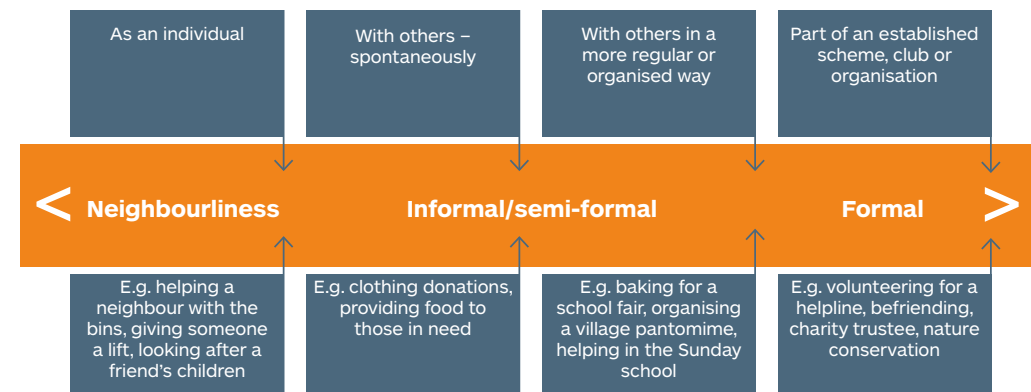 As an individual
With others –
spontaneously
With others in a
more regular or
organised way
Part of an established
scheme, club or
organisation
< Neighbourliness Informal/semi-formal Formal >
E.g. helping a
neighbour with the
bins, giving someone
a lift, looking after a
friend's children
E.g. clothing donations,
providing food to
those in need
E.g. baking for a
school fair, organising
a village pantomime,
helping in the Sunday
school
E.g. volunteering for a
helpline, befriending,
charity trustee, nature
conservation